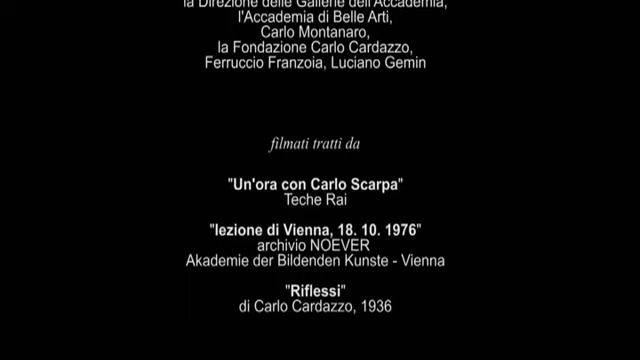 la Direzione delle Gallerie dell'Accademia,
l'Accademia di Belle Arti,
Carlo Montanaro,
la Fondazione Carlo Cardazzo,
Ferruccio Franzoia, Luciano Gemin
filmati tratti da
"Un'ora con Carlo Scarpa"
Teche Rai
"lezione di Vienna, 18. 10. 1976"
archivio NOEVER
Akademie der Bildenden Kunste - Vienna
"Riflessi"
di Carlo Cardazzo, 1936